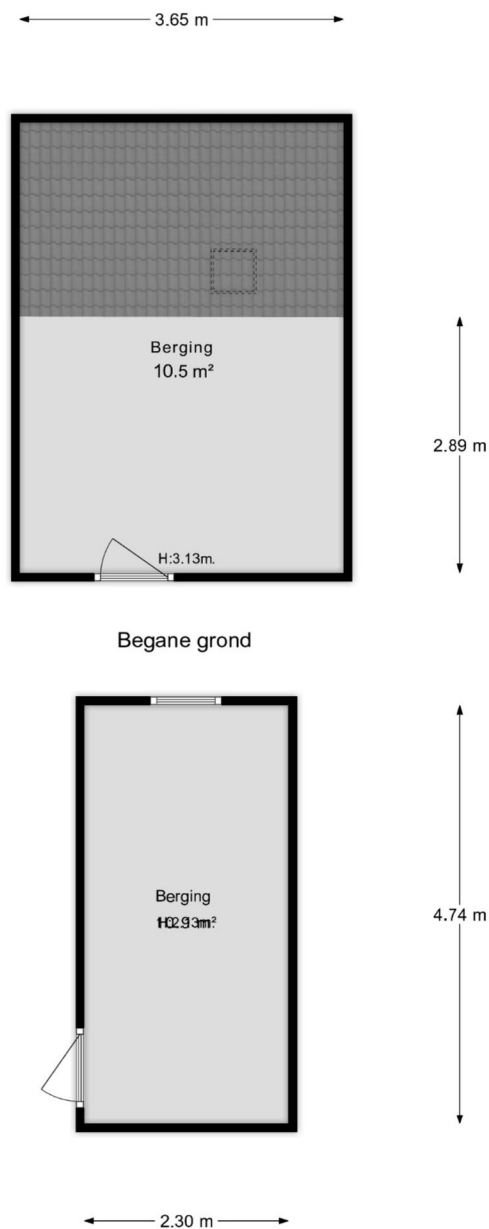 3.65 m
Berging
10.5 m²
2.89 m
H:3.13m.
Begane grond
Berging
4.74 m
2.30 m